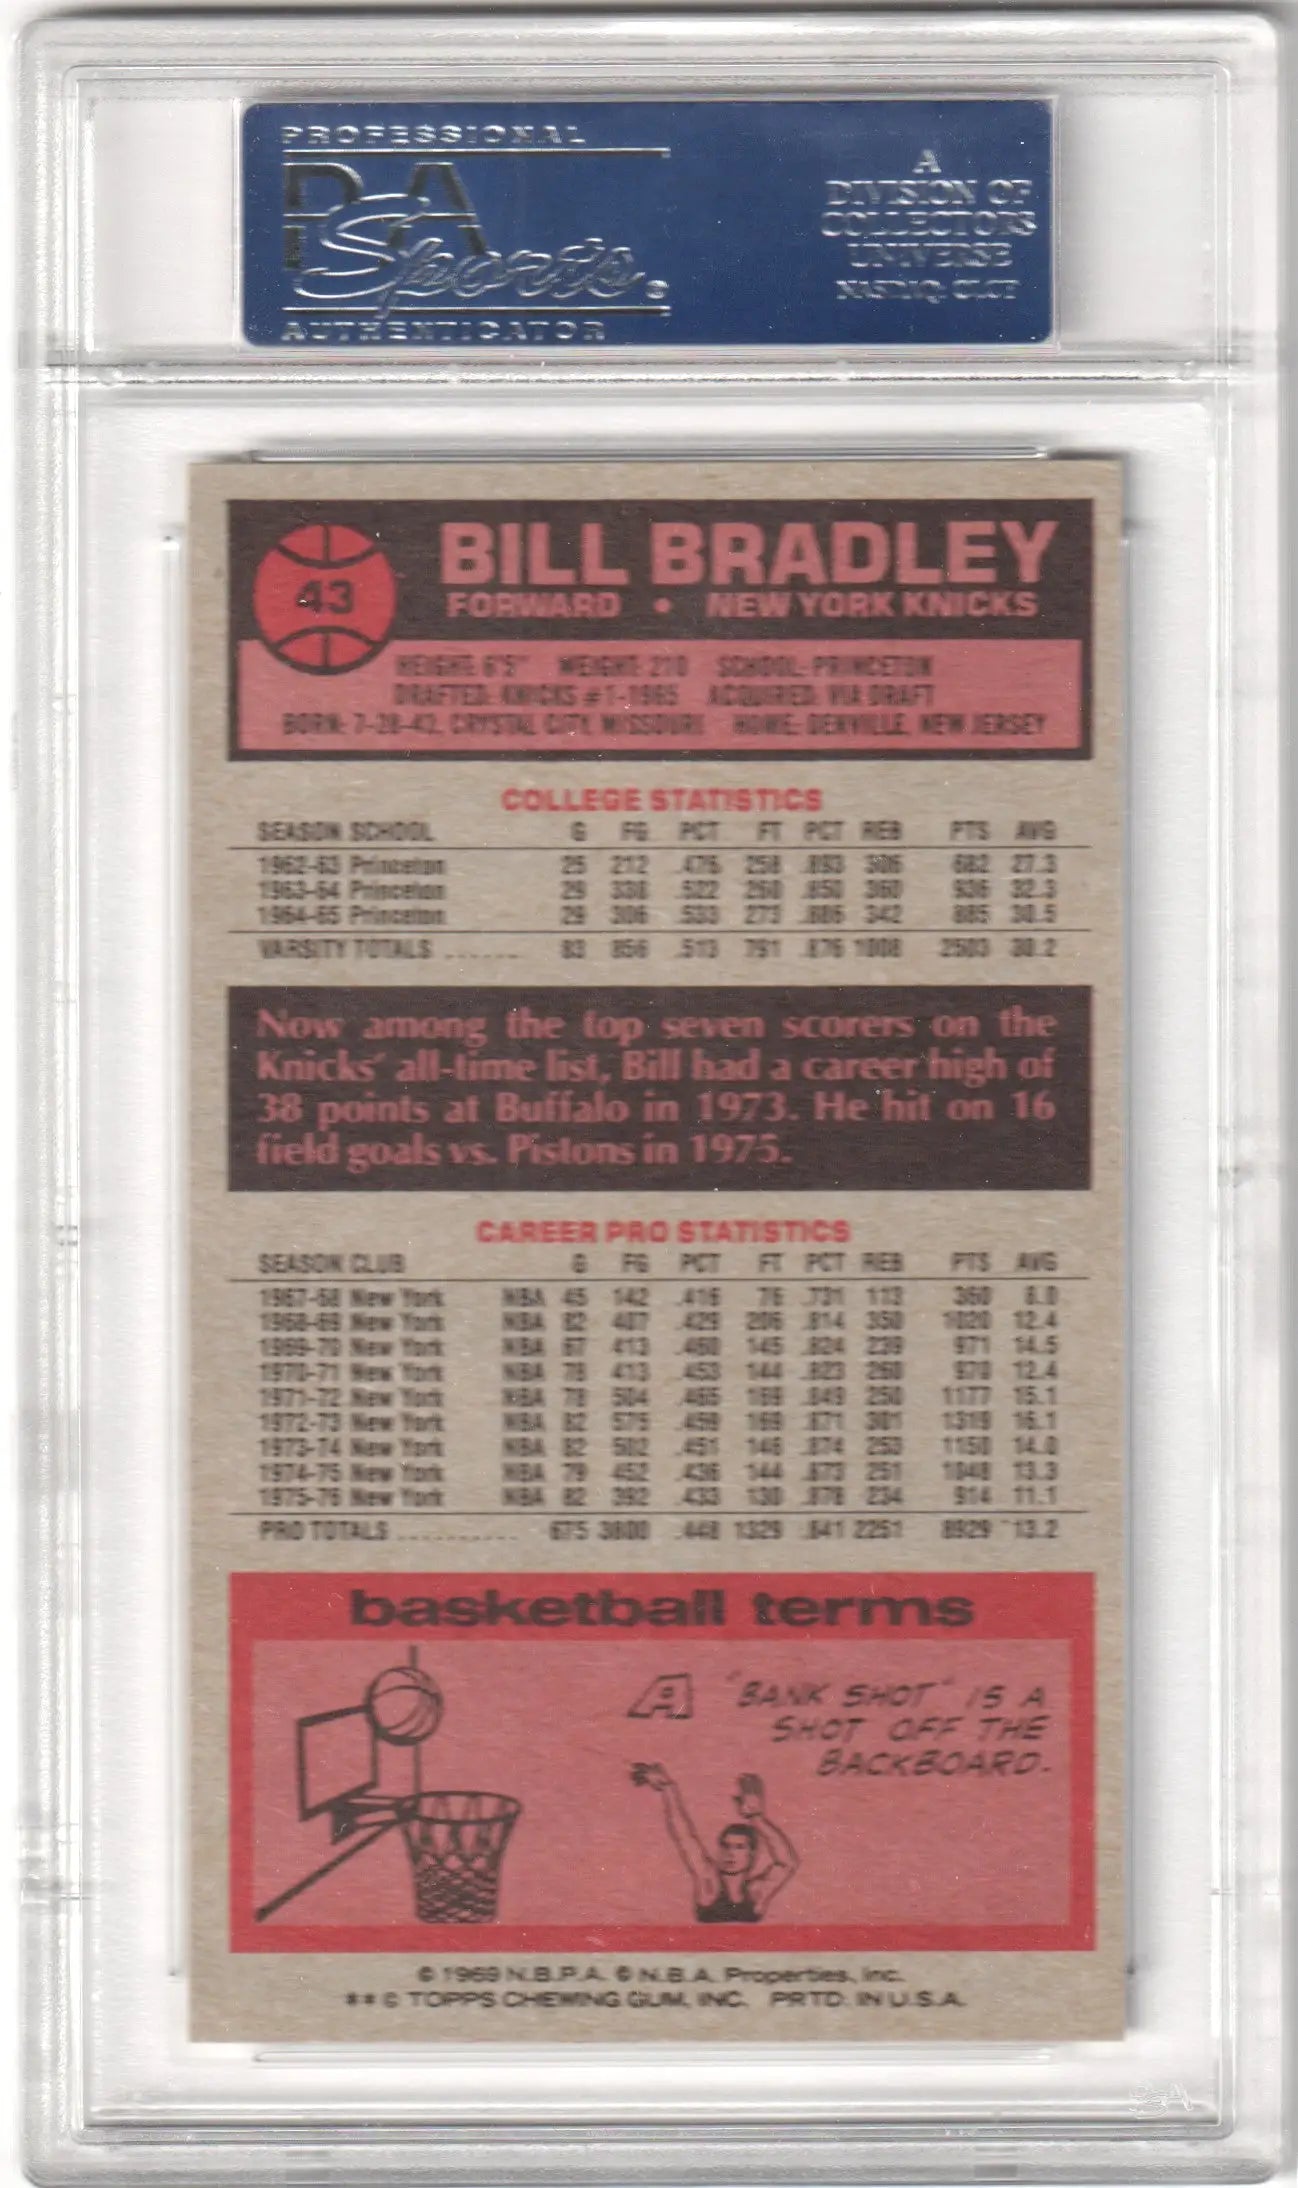 PROFESSIONAL
PSA
Sports
AUTHENTICATOR
A
DIVISION OF
COLLECTORS
UNIVERSE
NASDAQ: CLCT
43
BILL BRADLEY
FORWARD • NEW YORK KNICKS
HEIGHT: 6'5" WEIGHT: 210 SCHOOL: PRINCETON
DRAFTED: KNICKS #1-1965 ACQUIRED: VIA DRAFT
BORN: 7-28-43, CRYSTAL CITY, MISSOURI HOME: DENVILLE, NEW JERSEY
COLLEGE STATISTICS
SEASON SCHOOL G FG PCT FT PCT REB PTS AVG
1962-63 Princeton 25 212 .476 258 .893 306 682 27.3
1963-64 Princeton 29 338 .522 260 .850 360 936 32.3
1964-65 Princeton 29 306 .533 273 .886 342 885 30.5
VARSITY TOTALS ...... 83 856 .513 791 .876 1008 2503 30.2
Now among the top seven scorers on the
Knicks' all-time list, Bill had a career high of
38 points at Buffalo in 1973. He hit on 16
field goals vs. Pistons in 1975.
CAREER PRO STATISTICS
SEASON CLUB G FG PCT FT PCT REB PTS AVG
1967-68 New York NBA 45 142 .416 76 .731 113 360 8.0
1968-69 New York NBA 82 407 .429 206 .814 350 1020 12.4
1969-70 New York NBA 67 413 .460 145 .824 239 971 14.5
1970-71 New York NBA 78 413 .453 144 .823 260 970 12.4
1971-72 New York NBA 78 504 .465 169 .849 250 1177 15.1
1972-73 New York NBA 82 575 .459 169 .871 301 1319 16.1
1973-74 New York NBA 82 502 .451 146 .874 253 1150 14.0
1974-75 New York NBA 79 452 .436 144 .873 251 1048 13.3
1975-76 New York NBA 82 392 .433 130 .878 234 914 11.1
PRO TOTALS .......... 675 3800 .448 1329 .841 2251 8929 13.2
basketball terms
A "BANK SHOT" IS A
SHOT OFF THE
BACKBOARD.
© 1969 N.B.P.A. © N.B.A. Properties, Inc.
** © TOPPS CHEWING GUM, INC. PRTD. IN U.S.A.
PSA